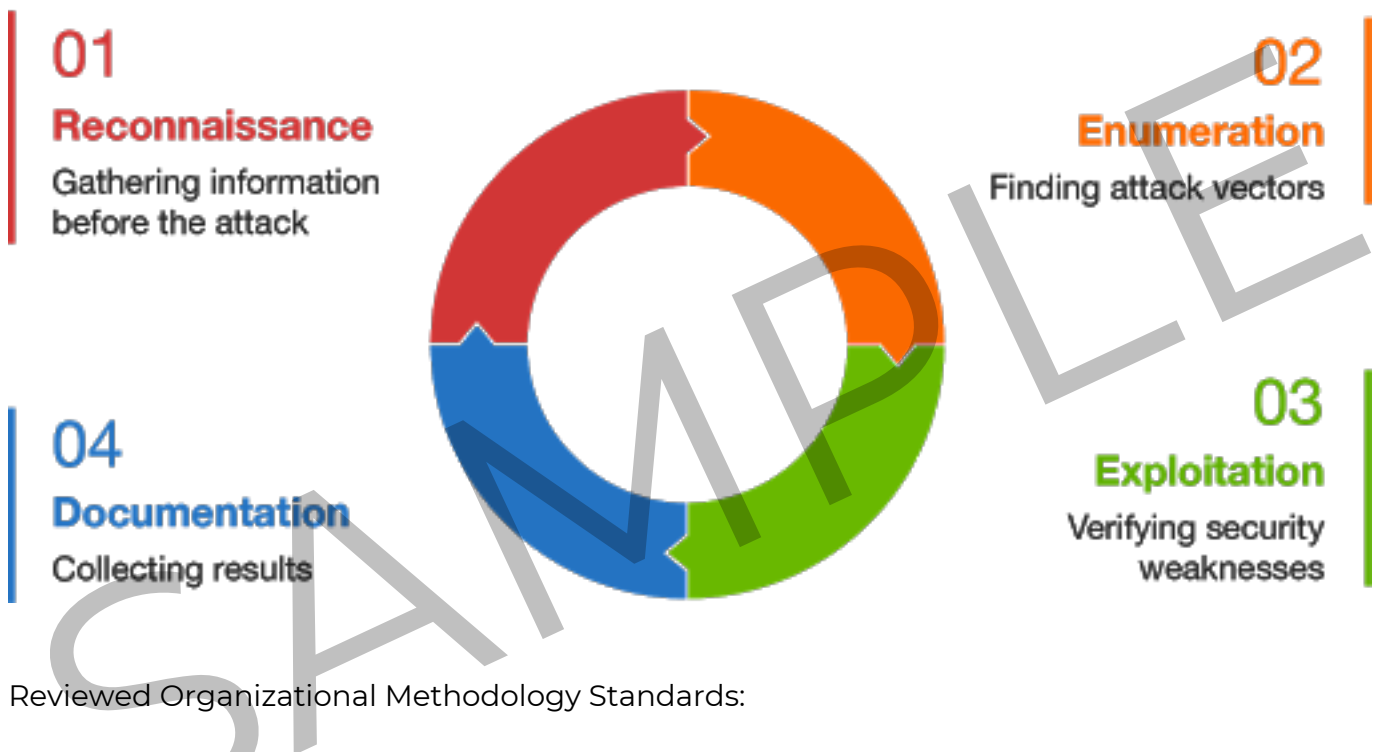 01
Reconnaissance
Gathering information
before the attack
02
Enumeration
Finding attack vectors
03
Exploitation
Verifying security
weaknesses
04
Documentation
Collecting results
SAMPLE
Reviewed Organizational Methodology Standards: